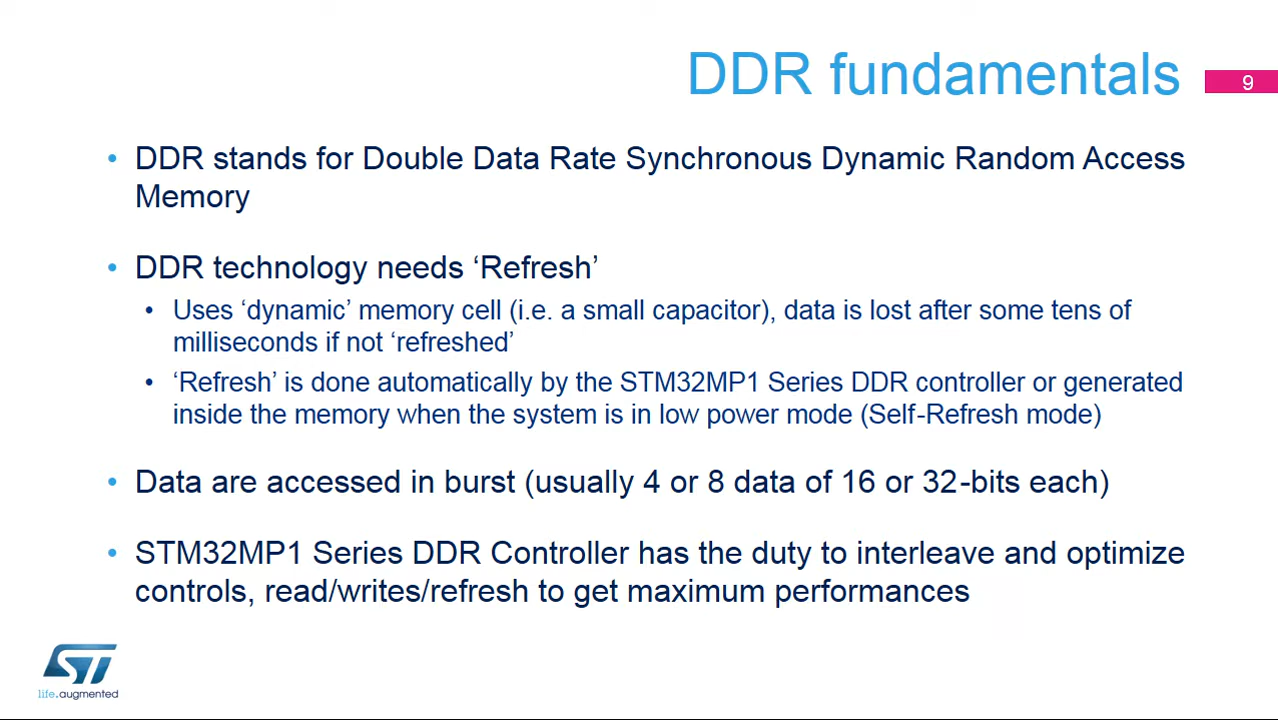 DDR fundamentals
9
• DDR stands for Double Data Rate Synchronous Dynamic Random Access
Memory
• DDR technology needs ‘Refresh’
• Uses ‘dynamic’ memory cell (i.e. a small capacitor), data is lost after some tens of
milliseconds if not ‘refreshed’
• ‘Refresh’ is done automatically by the STM32MP1 Series DDR controller or generated
inside the memory when the system is in low power mode (Self-Refresh mode)
• Data are accessed in burst (usually 4 or 8 data of 16 or 32-bits each)
• STM32MP1 Series DDR Controller has the duty to interleave and optimize
controls, read/writes/refresh to get maximum performances
ST
life.augmented